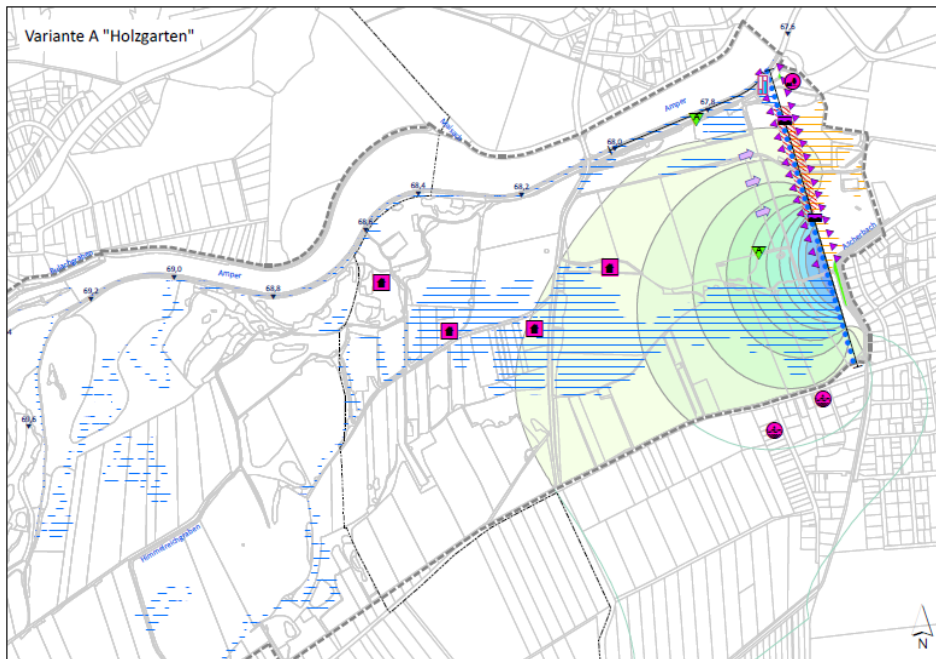 Variante A "Holzgarten"
67,6
Amper
67,8
68,0
68,4
68,2
68,6
Ascherbach
69,0
Amper
69,2
68,8
69,6
Himmelreichgraben
N